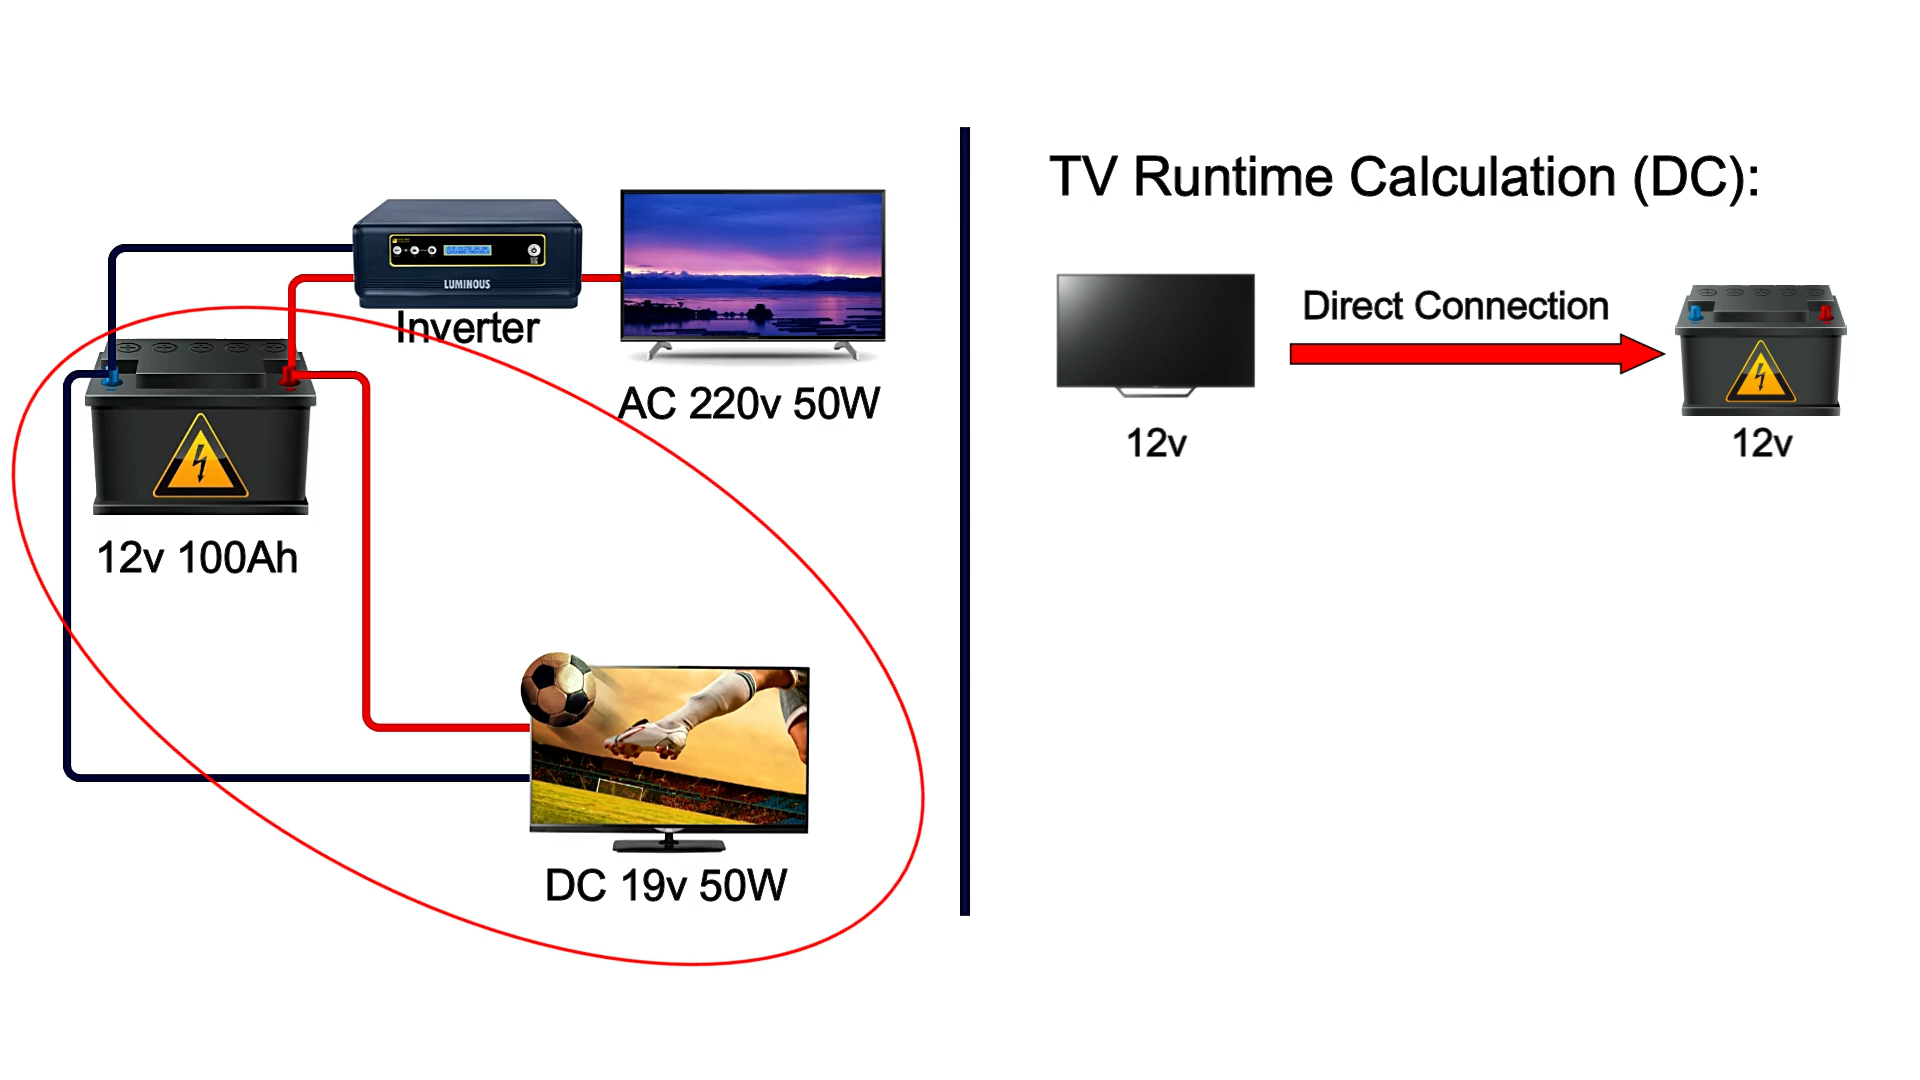 LUMINOUS
Inverter
AC 220v 50W
12v 100Ah
DC 19v 50W
TV Runtime Calculation (DC):
Direct Connection
12v
12v